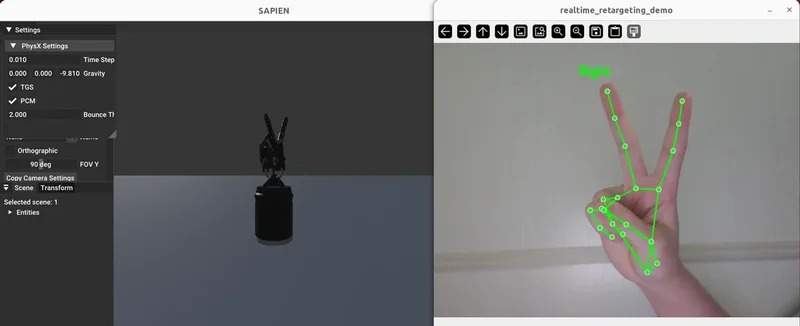 SAPIEN
Settings
PhysX Settings
0.010 Time Step
0.000 0.000 -9.810 Gravity
TGS
PCM
2.000 Bounce Th
Orthographic
90 deg FOV Y
Copy Camera Settings
Scene Transform
Selected scene: 1
Entities
realtime_retargeting_demo
Right